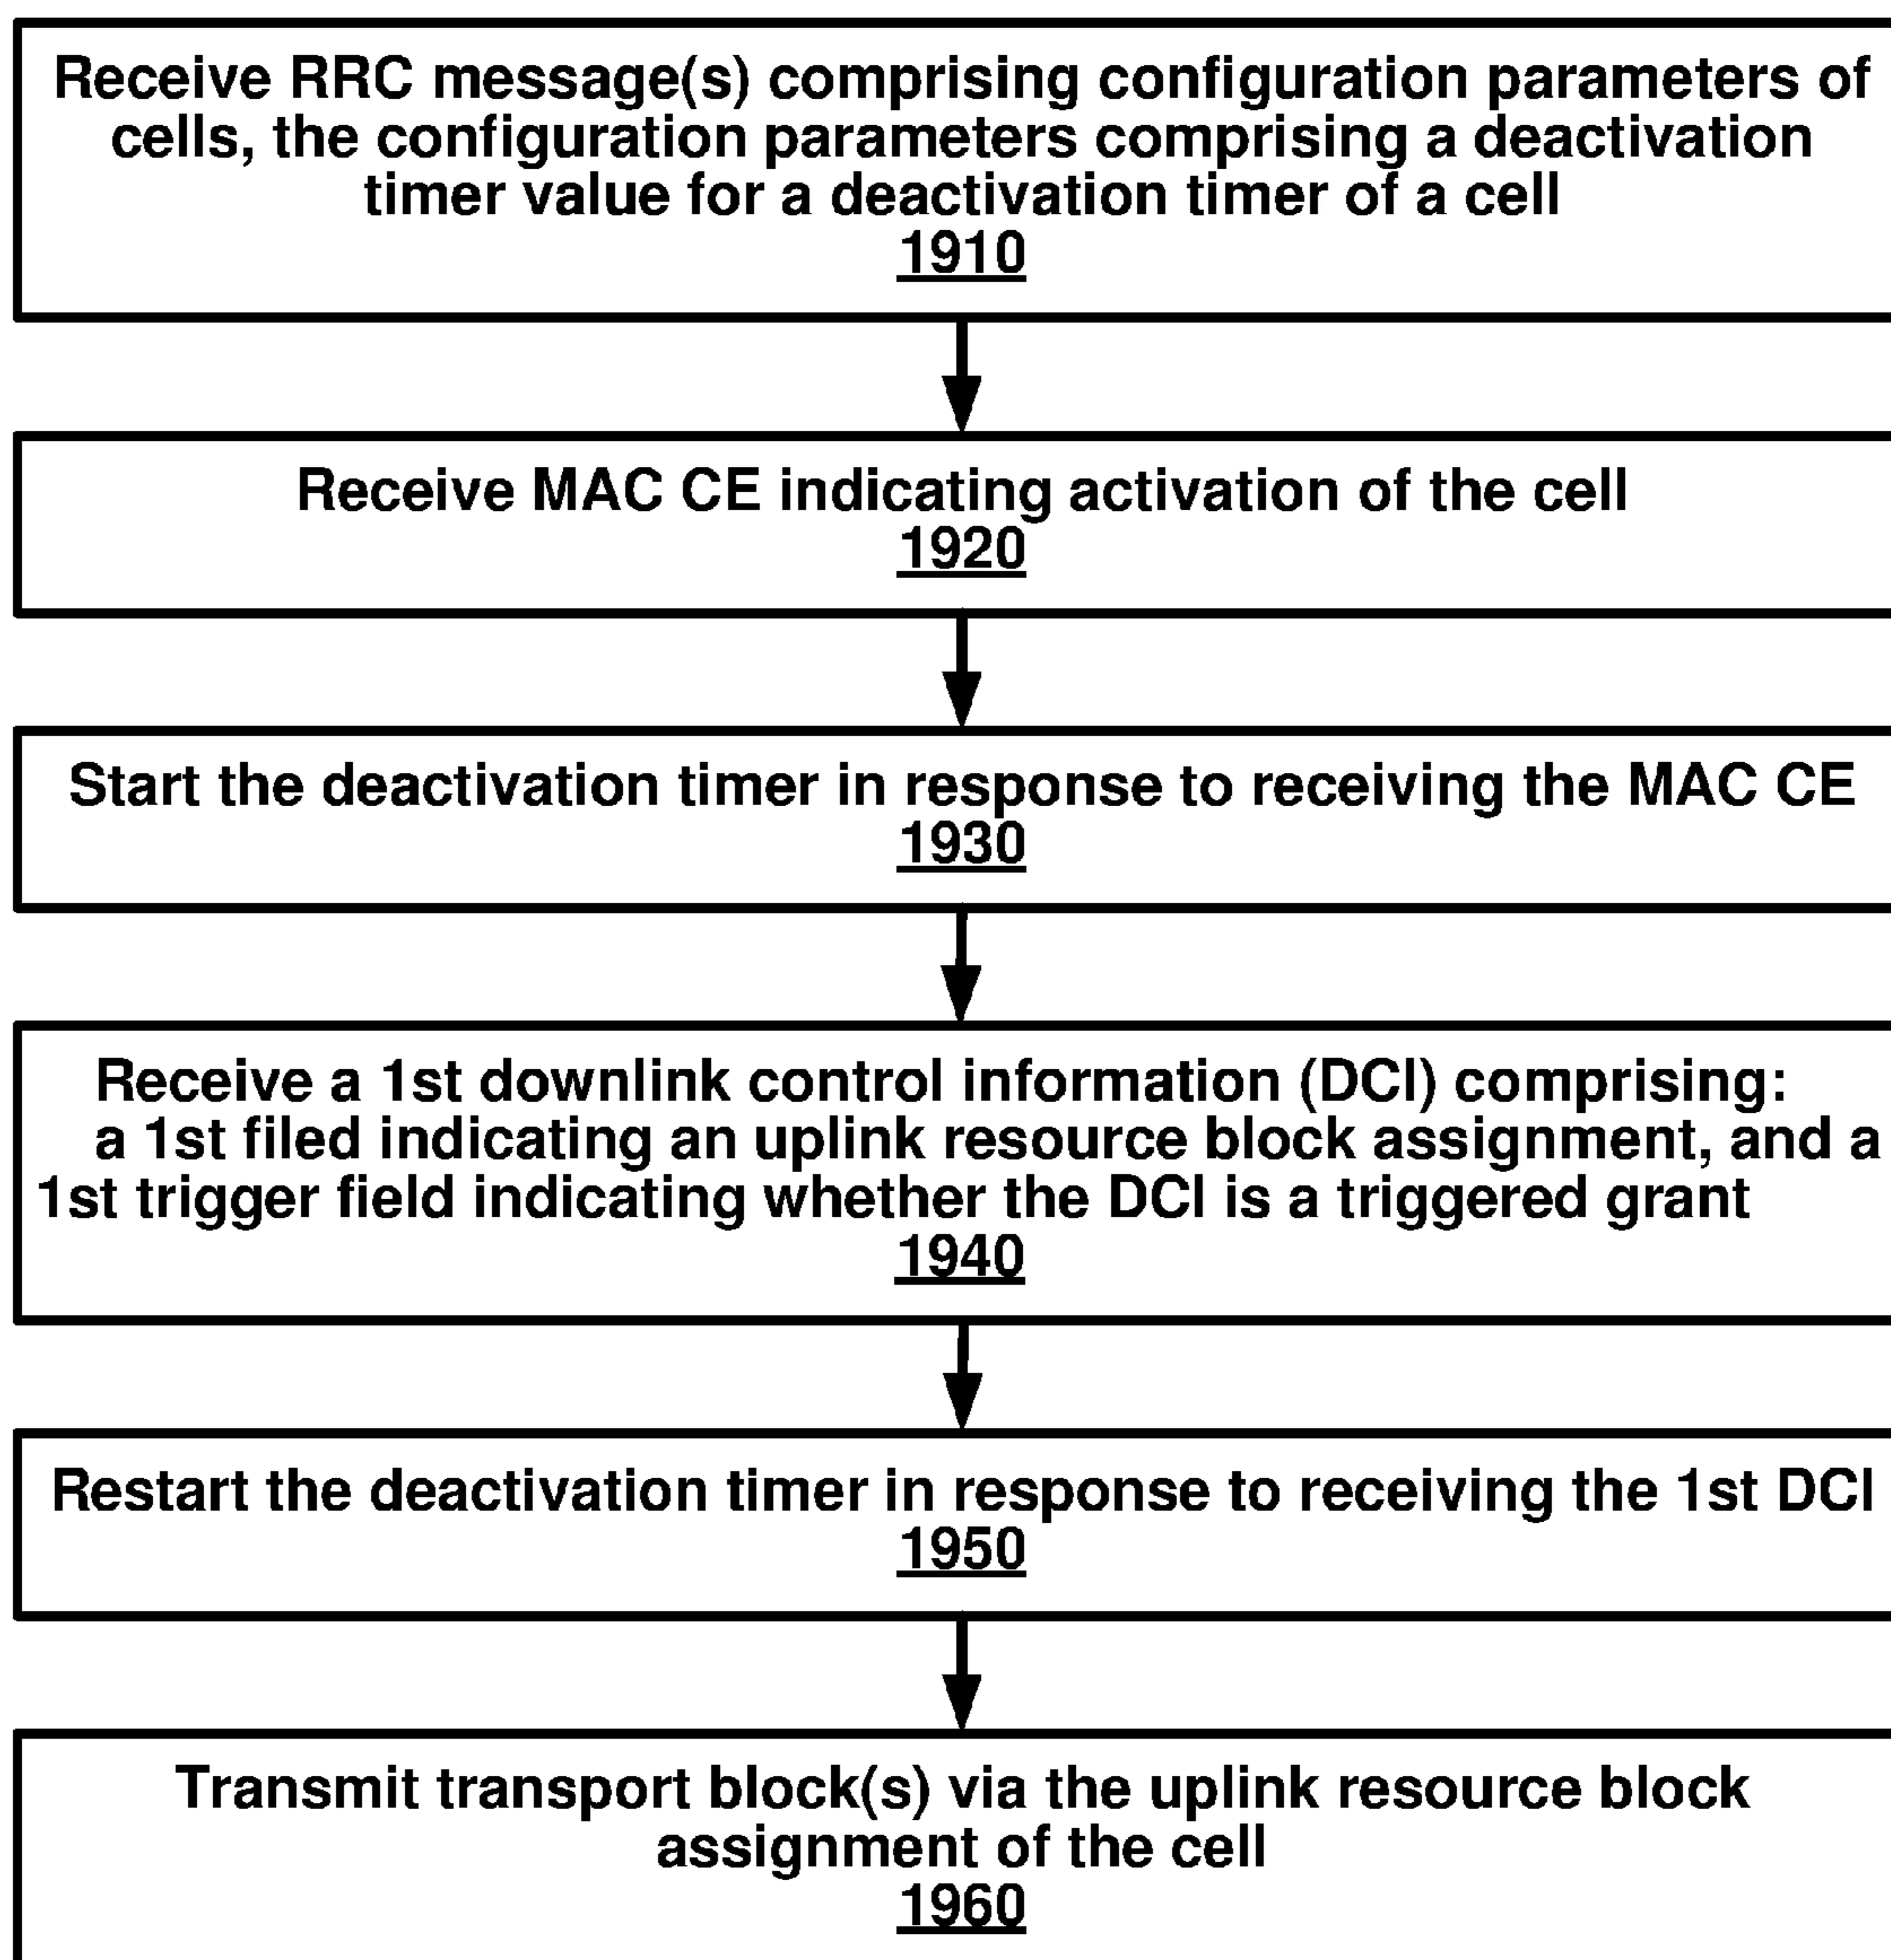 Receive RRC message(s) comprising configuration parameters of
cells, the configuration parameters comprising a deactivation
timer value for a deactivation timer of a cell
1910
Receive MAC CE indicating activation of the cell
1920
Start the deactivation timer in response to receiving the MAC CE
1930
Receive a 1st downlink control information (DCI) comprising:
a 1st filed indicating an uplink resource block assignment, and a
1st trigger field indicating whether the DCI is a triggered grant
1940
Restart the deactivation timer in response to receiving the 1st DCI
1950
Transmit transport block(s) via the uplink resource block
assignment of the cell
1960